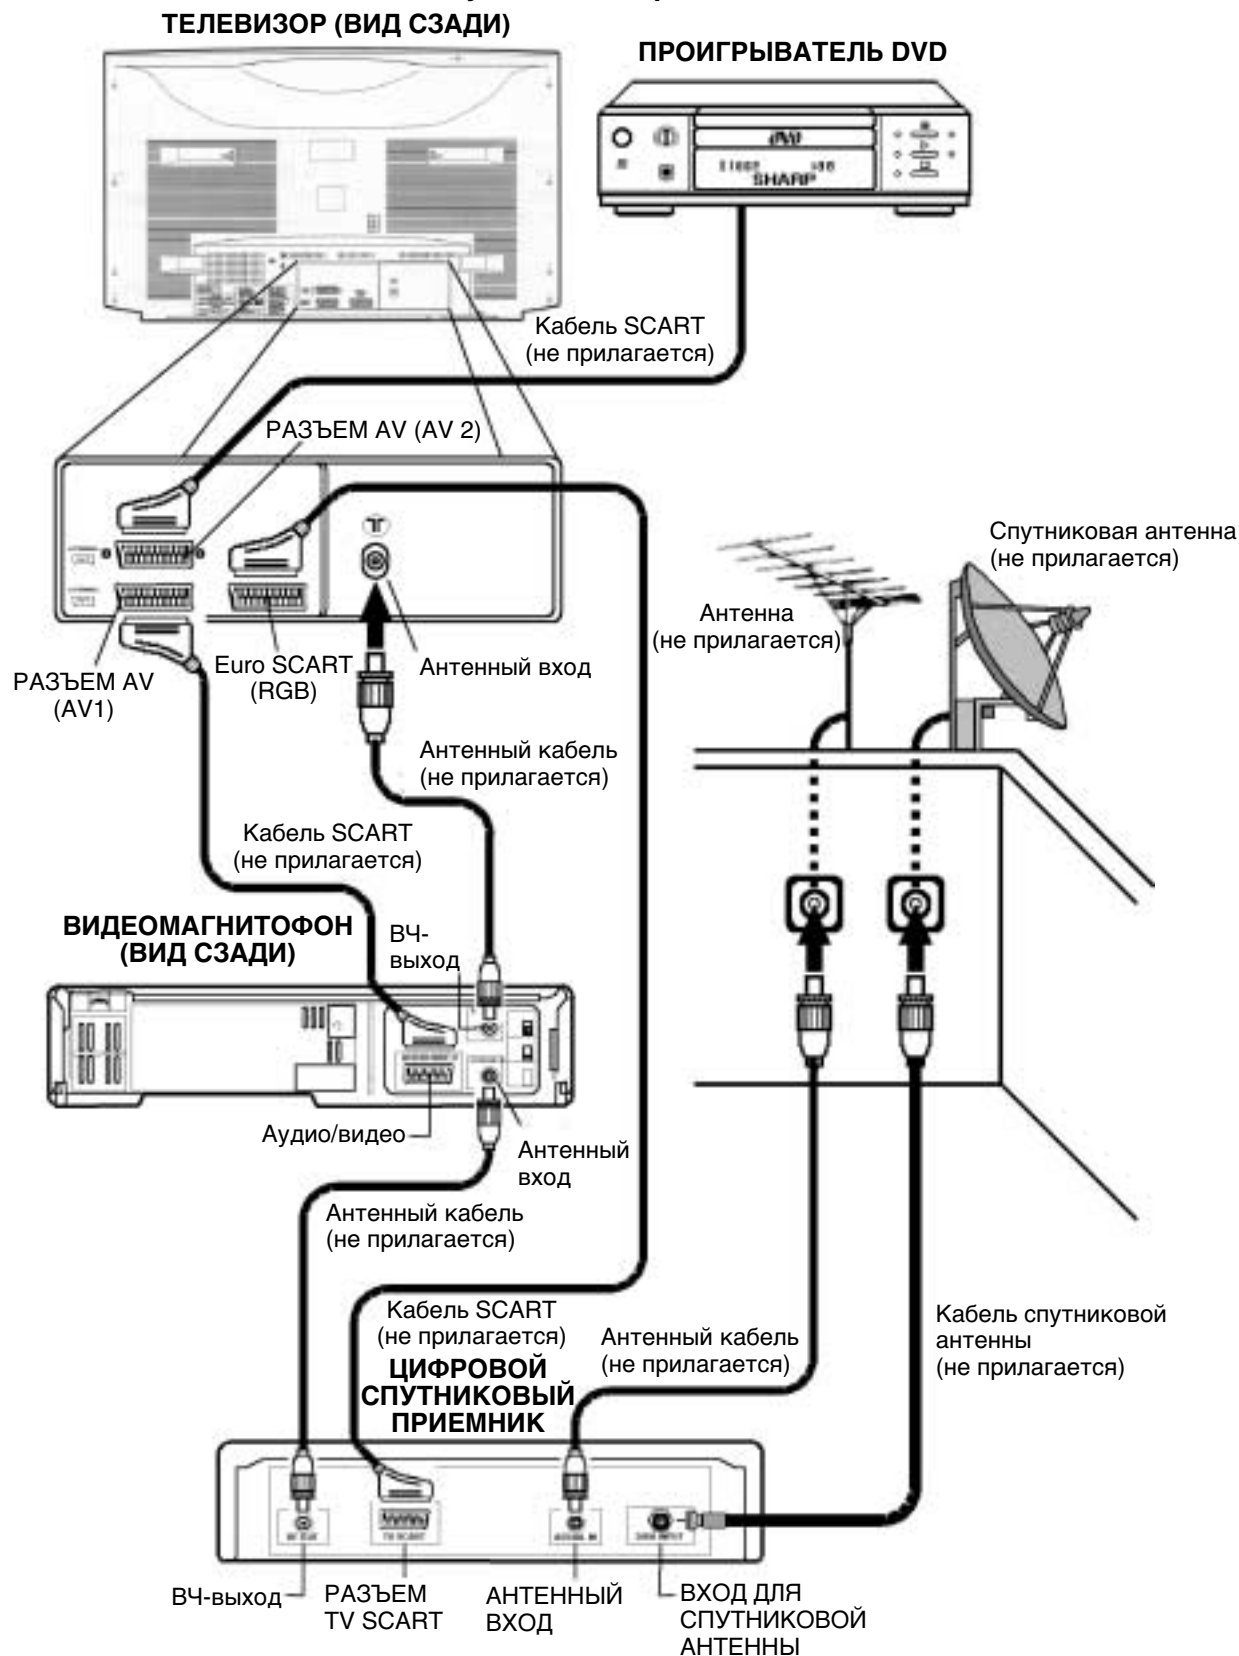 ТЕЛЕВИЗОР (ВИД СЗАДИ)
ПРОИГРЫВАТЕЛЬ DVD
SHARP
Кабель SCART
(не прилагается)
РАЗЪЕМ AV (AV 2)
Спутниковая антенна
(не прилагается)
Антенна
(не прилагается)
Euro SCART
(RGB)
Антенный вход
РАЗЪЕМ AV
(AV1)
Антенный кабель
(не прилагается)
Кабель SCART
(не прилагается)
ВИДЕОМАГНИТОФОН
(ВИД СЗАДИ)
ВЧ-
выход
Аудио/видео
Антенный
вход
Антенный кабель
(не прилагается)
Кабель SCART
(не прилагается)
Антенный кабель
(не прилагается)
Кабель спутниковой
антенны
(не прилагается)
ЦИФРОВОЙ
СПУТНИКОВЫЙ
ПРИЕМНИК
TV SCART
ВЧ-выход
РАЗЪЕМ
TV SCART
АНТЕННЫЙ
ВХОД
ВХОД ДЛЯ
СПУТНИКОВОЙ
АНТЕННЫ